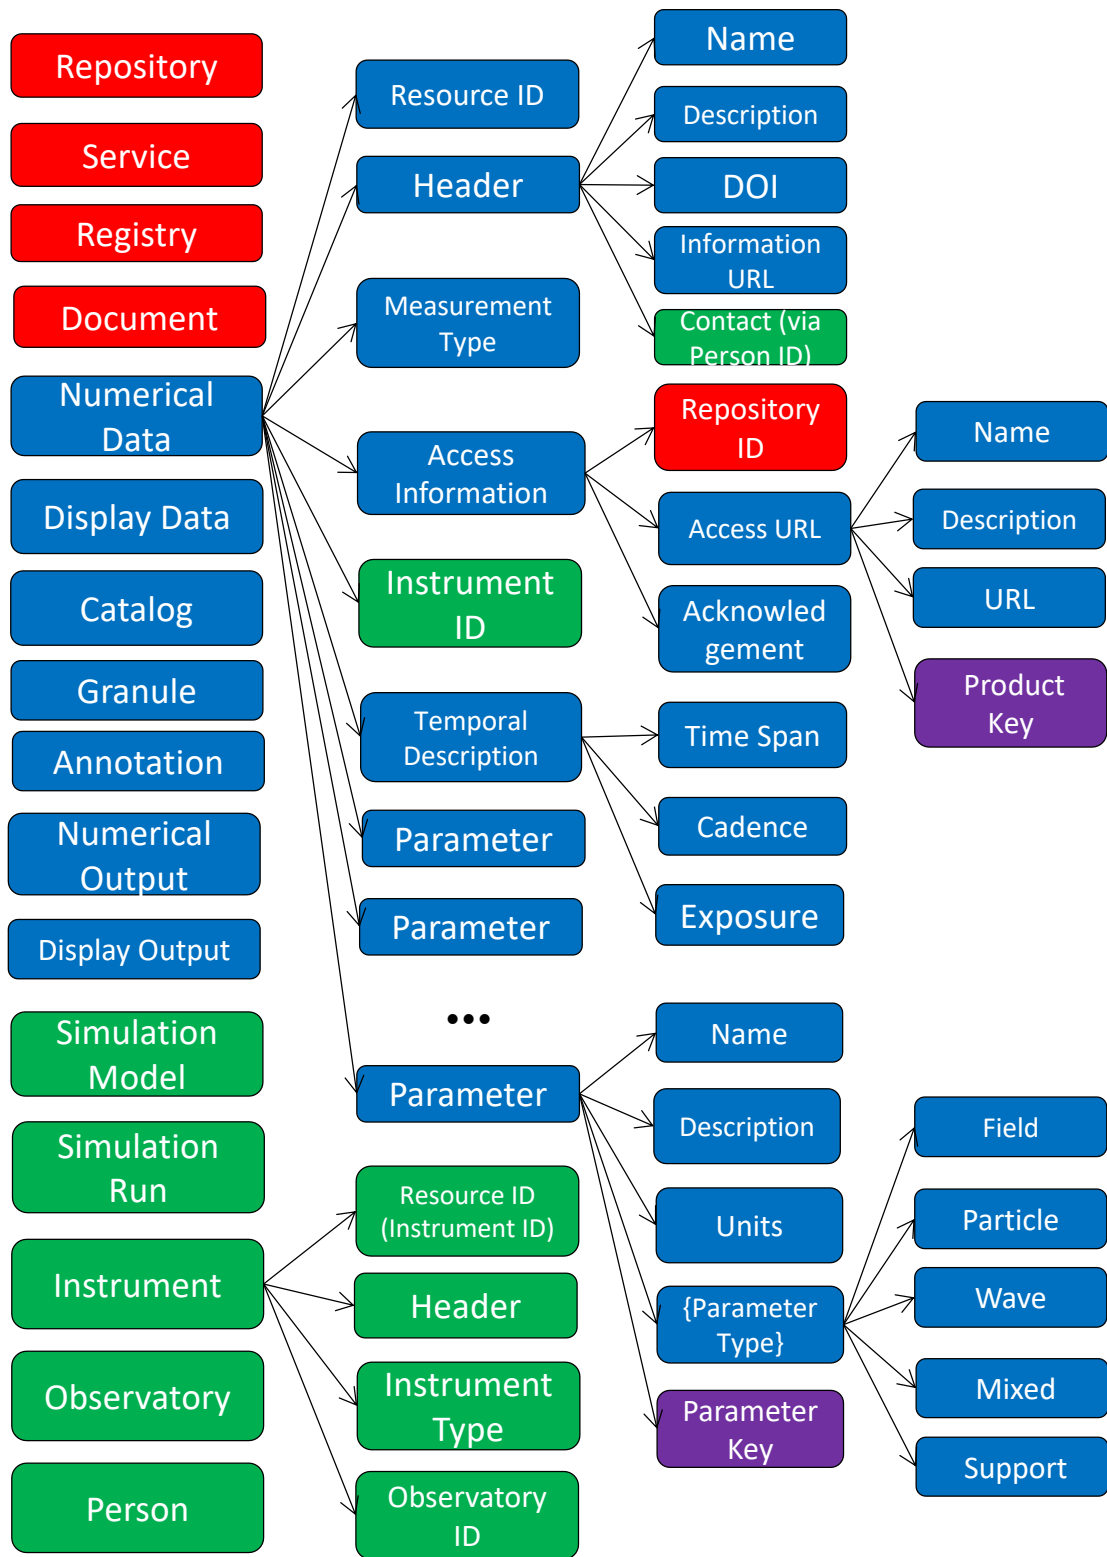 Repository
Service
Registry
Document
Numerical
Data
Display Data
Catalog
Granule
Annotation
Numerical
Output
Display Output
Simulation
Model
Simulation
Run
Instrument
Observatory
Person
Resource ID
Header
Measurement
Type
Access
Information
Instrument
ID
Temporal
Description
Parameter
Parameter
...
Parameter
Resource ID
(Instrument ID)
Header
Instrument
Type
Observatory
ID
Name
Description
DOI
Information
URL
Contact (via
Person ID)
Repository
ID
Access URL
Acknowled
gement
Time Span
Cadence
Exposure
Name
Description
Units
{Parameter
Type}
Parameter
Key
Name
Description
URL
Product
Key
Field
Particle
Wave
Mixed
Support